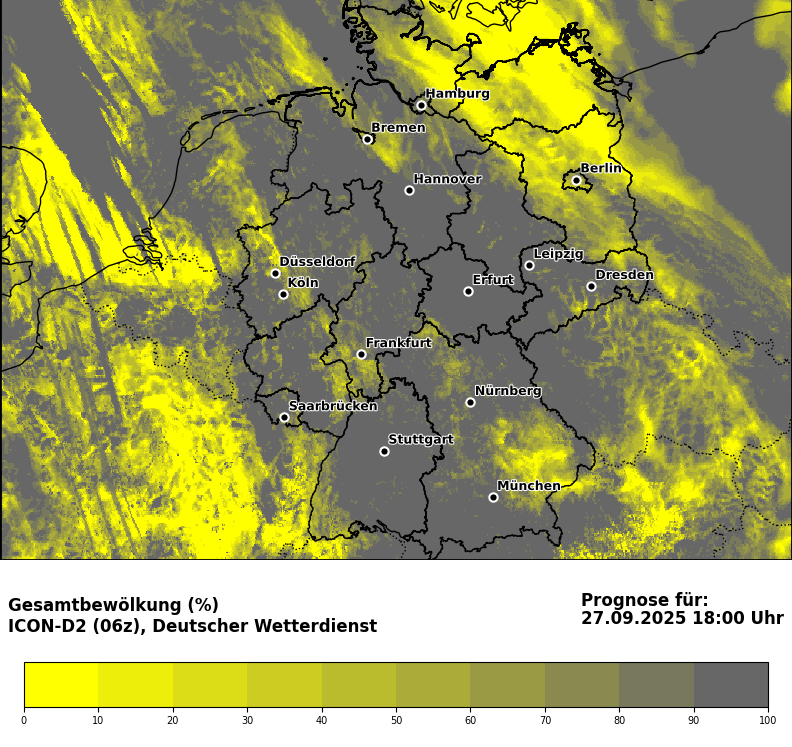 Hamburg
Bremen
Berlin
Hannover
Leipzig
Düsseldorf
Dresden
Köln
Erfurt
Frankfurt
Nürnberg
Saarbrücken
Stuttgart
München
Gesamtbewölkung (%)
ICON-D2 (06z), Deutscher Wetterdienst
Prognose für:
27.09.2025 18:00 Uhr
0 10 20 30 40 50 60 70 80 90 100